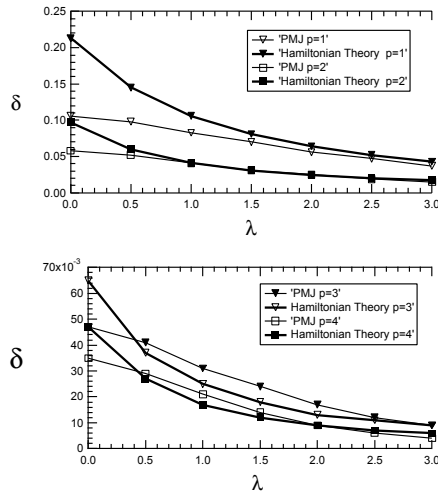 0.25
0.20
0.15
0.10
0.05
0.00
δ
'PMJ p=1'
'Hamiltonian Theory p=1'
'PMJ p=2'
'Hamiltonian Theory p=2'
0.0 0.5 1.0 1.5 2.0 2.5 3.0
λ
70x10⁻³
60
50
40
30
20
10
0
δ
'PMJ p=3'
Hamiltonian Theory p=3'
'PMJ p=4'
Hamiltonian Theory p=4'
0.0 0.5 1.0 1.5 2.0 2.5 3.0
λ